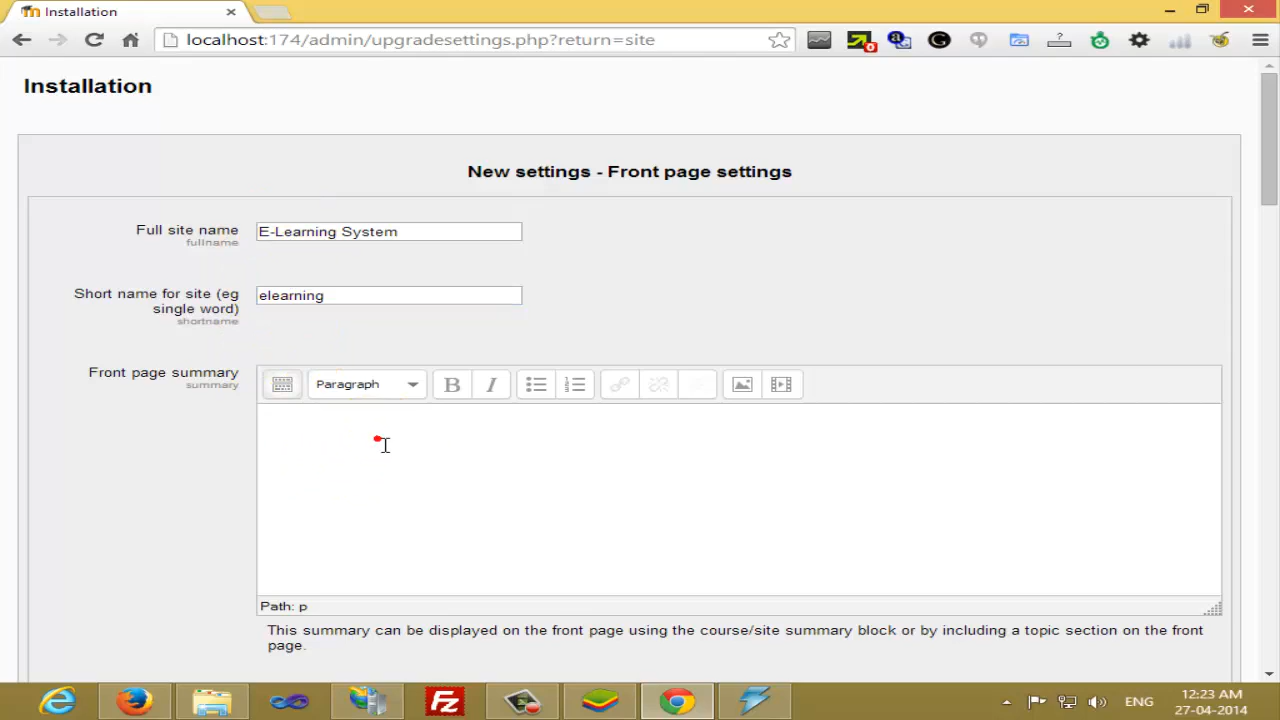 Installation
localhost:174/admin/upgradesettings.php?return=site
Installation
New settings - Front page settings
Full site name
fullname
E-Learning System
Short name for site (eg
single word)
shortname
elearning
Front page summary
summary
Paragraph
B I
Path: p
This summary can be displayed on the front page using the course/site summary block or by including a topic section on the front
page.
ENG
12:23 AM
27-04-2014